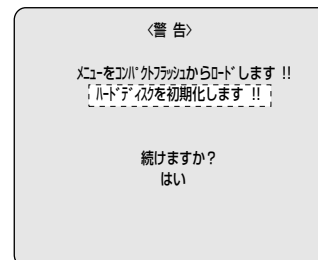 〈警 告〉
ﾒﾆｭｰをｺﾝﾊﾟｸﾄﾌﾗｯｼｭからﾛｰﾄﾞします !!
ﾊｰﾄﾞﾃﾞｨｽｸを初期化します !!
続けますか？
はい